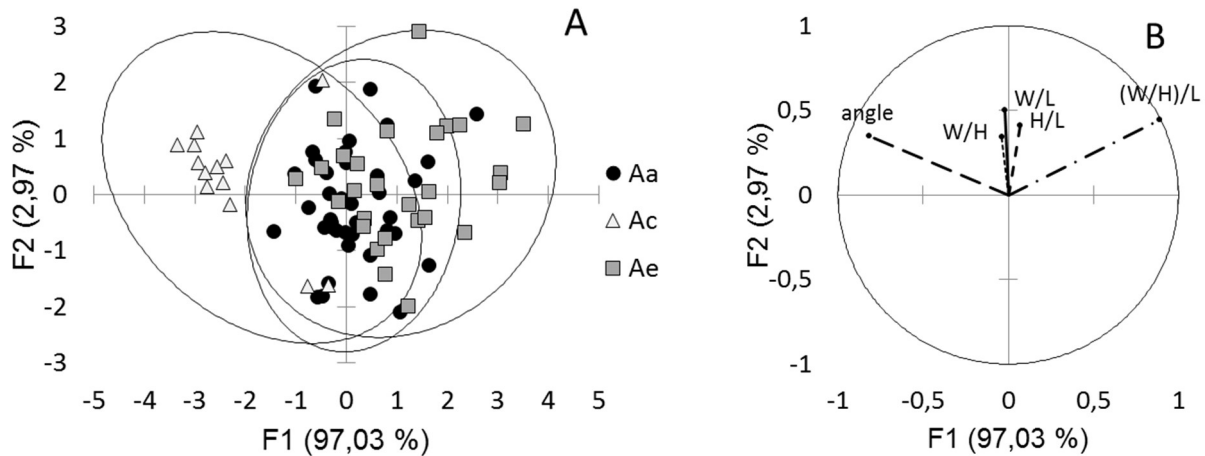 A
3
2
1
0
-1
-2
-3
F2 (2,97 %)
-5 -4 -3 -2 -1 0 1 2 3 4 5
F1 (97,03 %)
Aa
Ac
Ae
B
1
0,5
0
-0,5
-1
F2 (2,97 %)
angle
W/H
W/L
H/L
(W/H)/L
-1 -0,5 0 0,5 1
F1 (97,03 %)